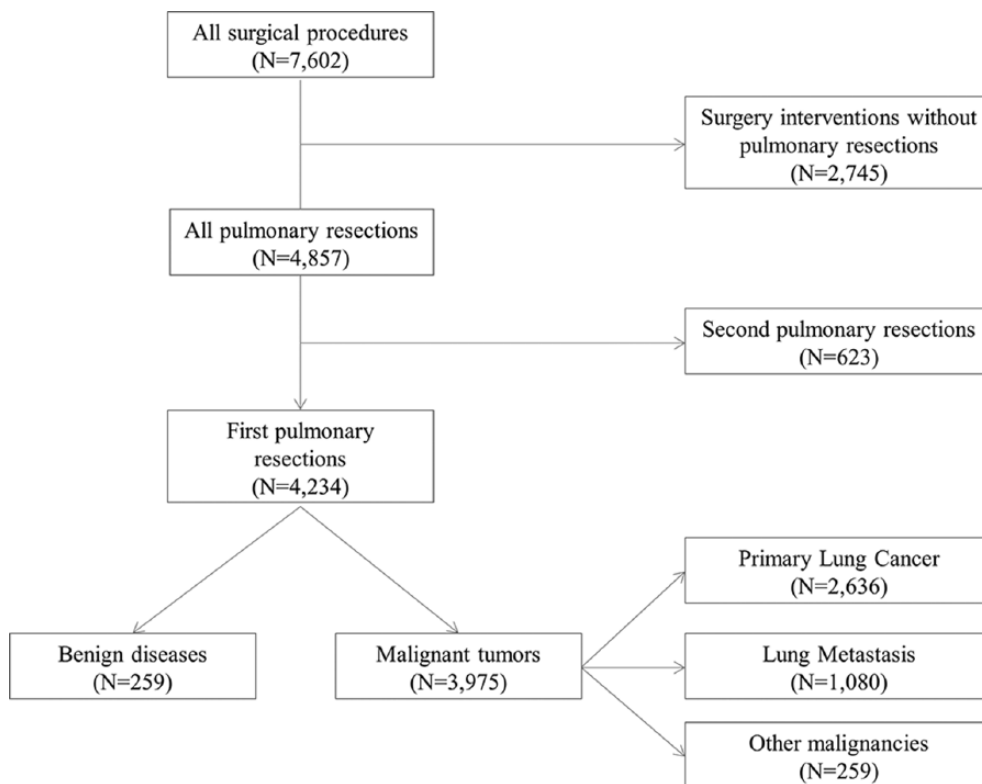 All surgical procedures
(N=7,602)
Surgery interventions without
pulmonary resections
(N=2,745)
All pulmonary resections
(N=4,857)
Second pulmonary resections
(N=623)
First pulmonary
resections
(N=4,234)
Primary Lung Cancer
(N=2,636)
Benign diseases
(N=259)
Malignant tumors
(N=3,975)
Lung Metastasis
(N=1,080)
Other malignancies
(N=259)